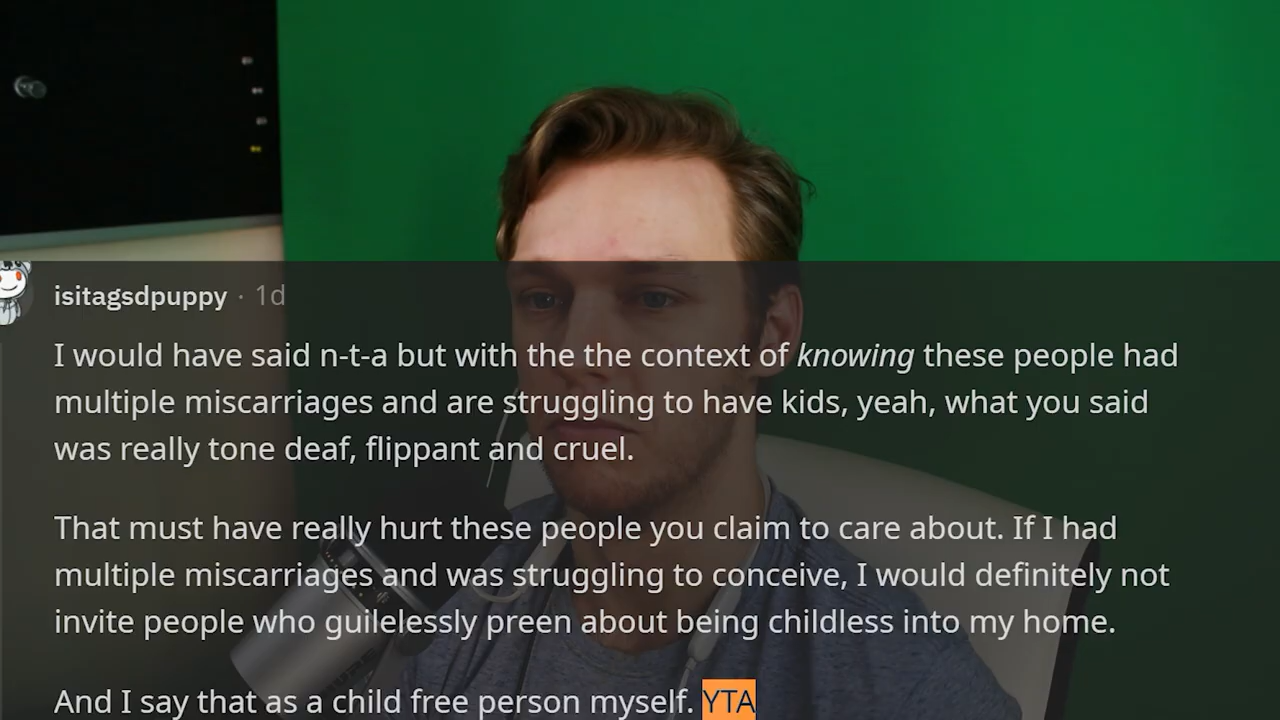 isitagsdpuppy · 1d
I would have said n-t-a but with the the context of knowing these people had
multiple miscarriages and are struggling to have kids, yeah, what you said
was really tone deaf, flippant and cruel.
That must have really hurt these people you claim to care about. If I had
multiple miscarriages and was struggling to conceive, I would definitely not
invite people who guilelessly preen about being childless into my home.
And I say that as a child free person myself. YTA